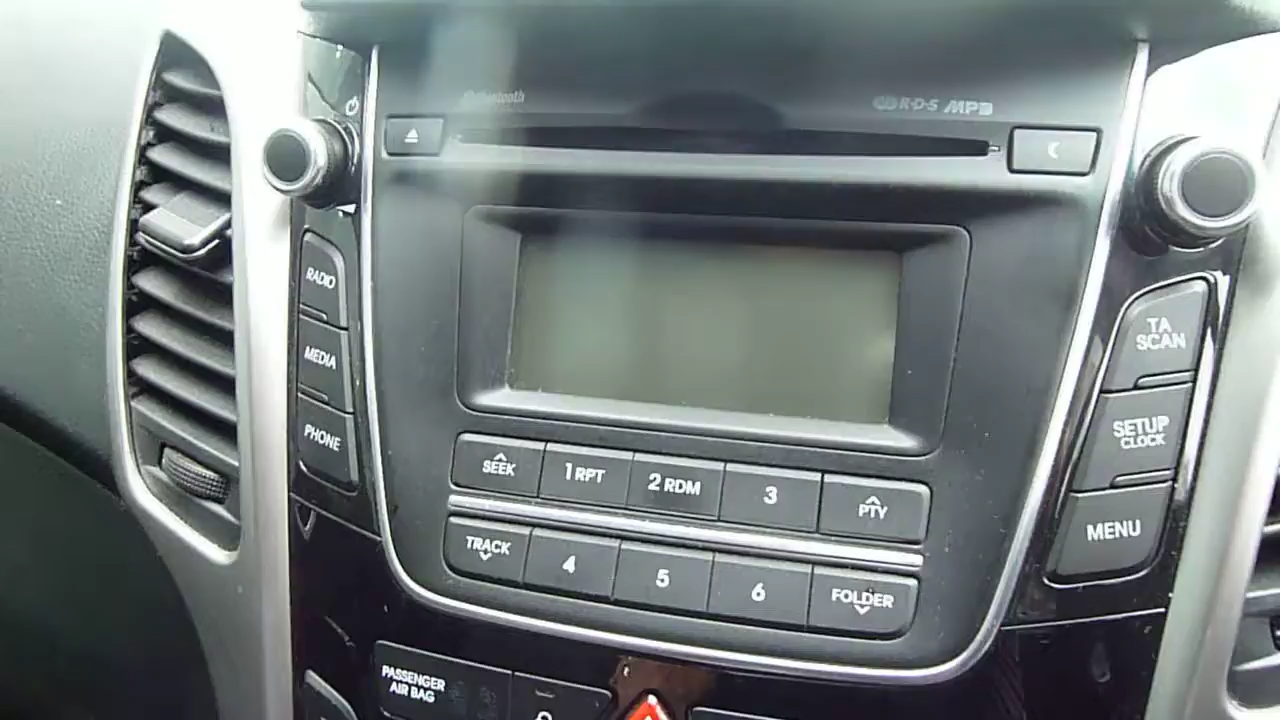 Bluetooth
R·D·S MP3
RADIO
MEDIA
PHONE
TA
SCAN
SETUP
CLOCK
MENU
SEEK
1 RPT
2 RDM
3
PTY
TRACK
4
5
6
FOLDER
PASSENGER
AIR BAG